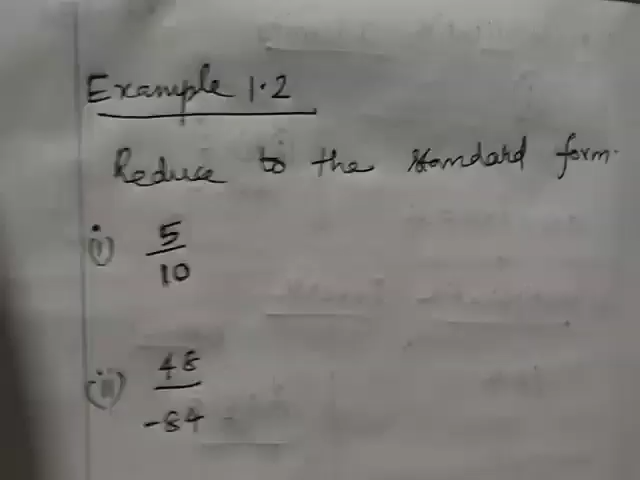 Example 1.2
Reduce to the standard form.
(i) 5/10
(ii) 48/-84